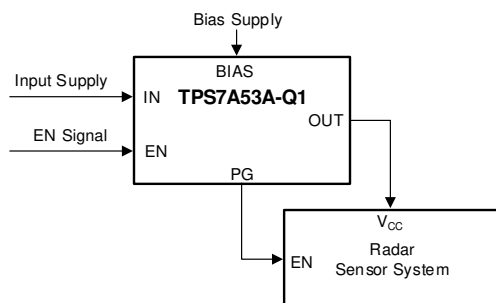 Bias Supply
BIAS
Input Supply
IN
TPS7A53A-Q1
OUT
EN Signal
EN
PG
VCC
EN
Radar
Sensor System